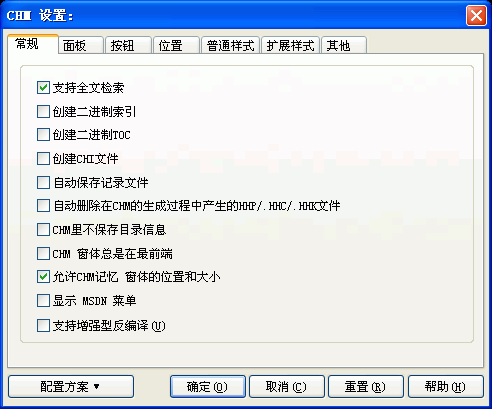 CHM 设置:
常规 面板 按钮 位置 普通样式 扩展样式 其他
支持全文检索
创建二进制索引
创建二进制TOC
创建CHI文件
自动保存记录文件
自动删除在CHM的生成过程中产生的HHP/.HHC/.HHK文件
CHM里不保存目录信息
CHM 窗体总是在最前端
允许CHM记忆 窗体的位置和大小
显示 MSDN 菜单
支持增强型反编译(U)
配置方案▼ 确定(O) 取消(C) 重置(R) 帮助(H)